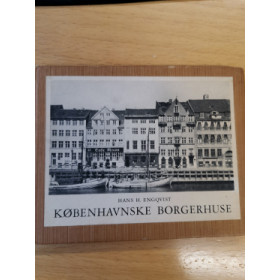 HANS H. ENGQVIST
KØBENHAVNSKE BORGERHUSE